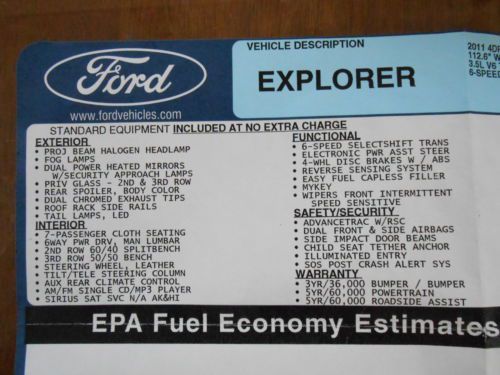 Ford
www.fordvehicles.com
VEHICLE DESCRIPTION
EXPLORER
2011 4DR
112.6" W
3.5L V6 T
6-SPEED
STANDARD EQUIPMENT INCLUDED AT NO EXTRA CHARGE
EXTERIOR
• PROJ BEAM HALOGEN HEADLAMP
• FOG LAMPS
• DUAL POWER HEATED MIRRORS
W/SECURITY APPROACH LAMPS
• PRIV GLASS - 2ND & 3RD ROW
• REAR SPOILER, BODY COLOR
• DUAL CHROMED EXHAUST TIPS
• ROOF RACK SIDE RAILS
• TAIL LAMPS, LED
INTERIOR
• 7-PASSENGER CLOTH SEATING
• 6WAY PWR DRV, MAN LUMBAR
• 2ND ROW 60/40 SPLITBENCH
• 3RD ROW 50/50 BENCH
• STEERING WHEEL, LEATHER
• TILT/TELE STEERING COLUMN
• AUX REAR CLIMATE CONTROL
• AM/FM SINGLE CD/MP3 PLAYER
• SIRIUS SAT SVC N/A AK&HI
FUNCTIONAL
• 6-SPEED SELECTSHIFT TRANS
• ELECTRONIC PWR ASST STEER
• 4-WHL DISC BRAKES W / ABS
• REVERSE SENSING SYSTEM
• EASY FUEL CAPLESS FILLER
• MYKEY
• WIPERS FRONT INTERMITTENT
SPEED SENSITIVE
SAFETY/SECURITY
• ADVANCETRAC W/RSC
• DUAL FRONT & SIDE AIRBAGS
• SIDE IMPACT DOOR BEAMS
• CHILD SEAT TETHER ANCHOR
• ILLUMINATED ENTRY
• SOS POST CRASH ALERT SYS
WARRANTY
• 3YR/36,000 BUMPER / BUMPER
• 5YR/60,000 POWERTRAIN
• 5YR/60,000 ROADSIDE ASSIST
EPA Fuel Economy Estimates